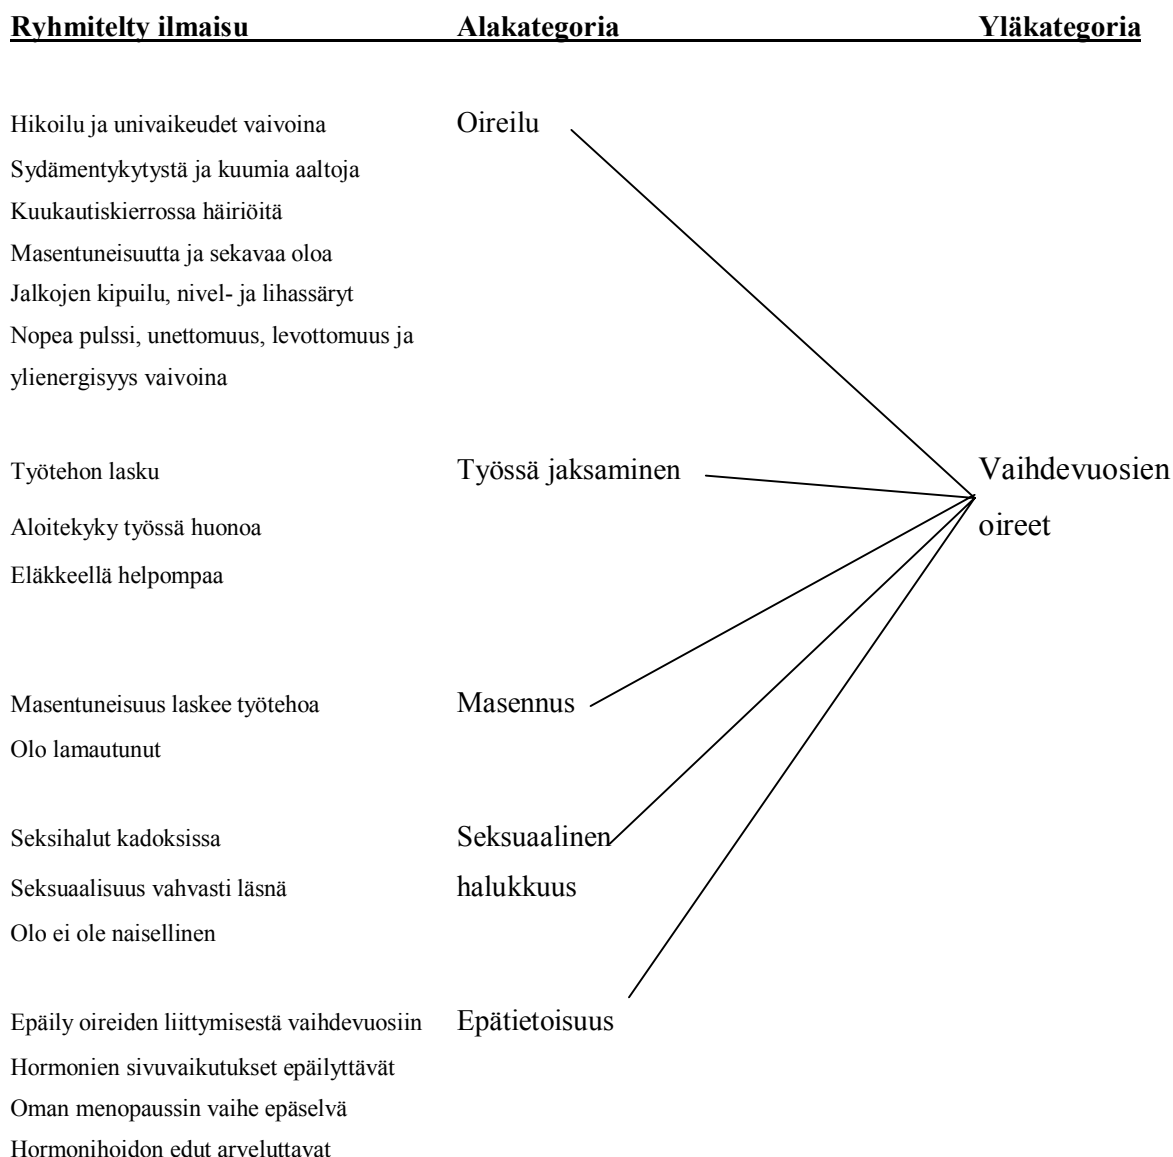 Ryhmitelty ilmaisu Alakategoria Yläkategoria
Hikoilu ja univaikeudet vaivoina Oireilu
Sydämentykytystä ja kuumia aaltoja
Kuukautiskierrossa häiriöitä
Masentuneisuutta ja sekavaa oloa
Jalkojen kipuilu, nivel- ja lihassäryt
Nopea pulssi, unettomuus, levottomuus ja
ylienergisyys vaivoina
Työtehon lasku Työssä jaksaminen Vaihdevuosien
Aloitekyky työssä huonoa oireet
Eläkkeellä helpompaa
Masentuneisuus laskee työtehoa Masennus
Olo lamautunut
Seksihalut kadoksissa Seksuaalinen
Seksuaalisuus vahvasti läsnä halukkuus
Olo ei ole naisellinen
Epäily oireiden liittymisestä vaihdevuosiin Epätietoisuus
Hormonien sivuvaikutukset epäilyttävät
Oman menopaussin vaihe epäselvä
Hormonihoidon edut arveluttavat